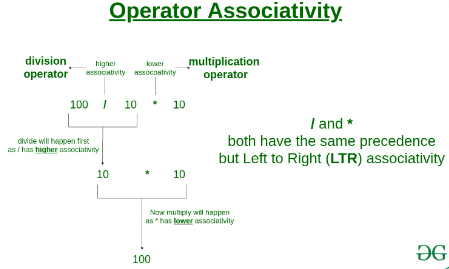 Operator Associativity
division
operator
higher
associativity
lower
assocoativity
multiplication
operator
100 / 10 * 10
/ and *
both have the same precedence
but Left to Right (LTR) associativity
divide will happen first
as / has higher associativity
10 * 10
Now multiply will happen
as * has lower associativity
100